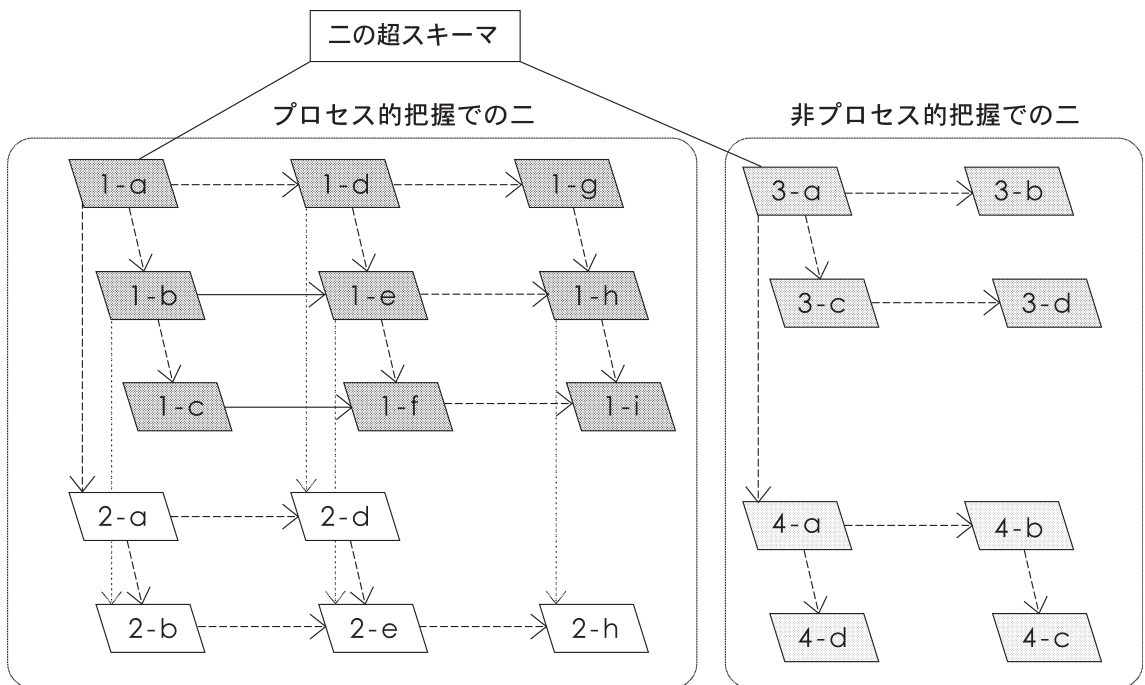 二の超スキーマ
プロセス的把握での二
非プロセス的把握での二
1-a
1-d
1-g
1-b
1-e
1-h
1-c
1-f
1-i
2-a
2-d
2-b
2-e
2-h
3-a
3-b
3-c
3-d
4-a
4-b
4-d
4-c